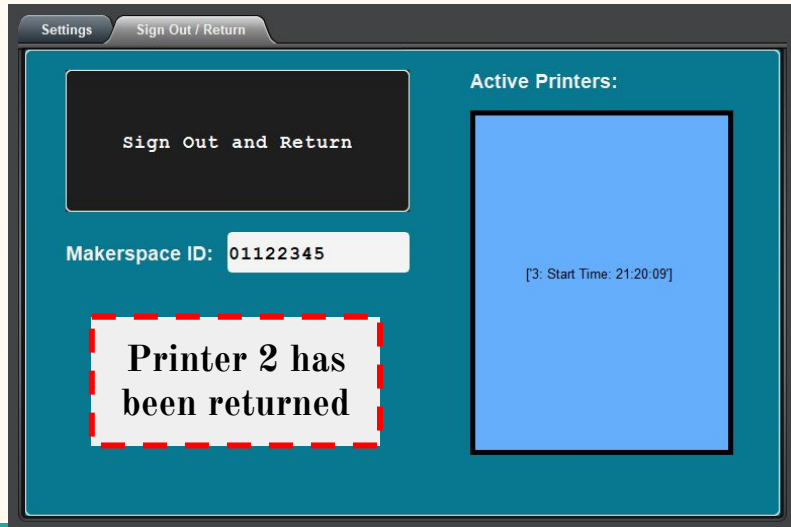 Settings
Sign Out / Return
Sign Out and Return
Active Printers:
Makerspace ID: 01122345
['3: Start Time: 21:20:09']
Printer 2 has
been returned